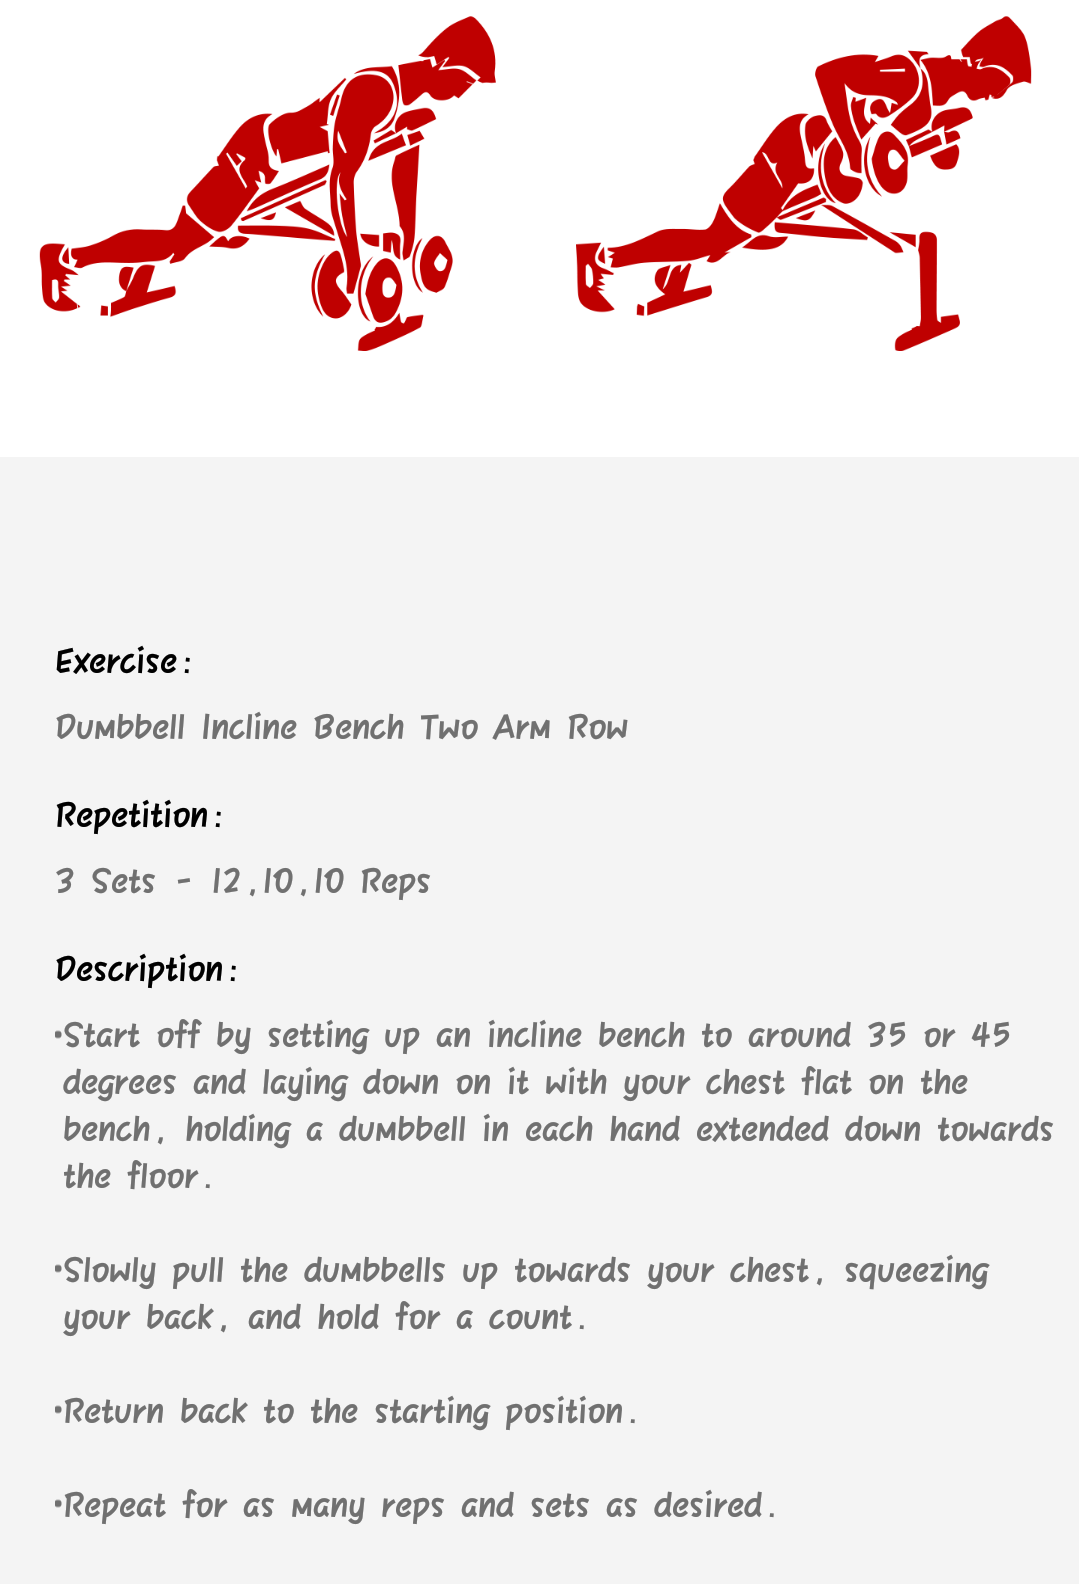 Exercise:
Dumbbell Incline Bench Two Arm Row
Repetition:
3 Sets - 12,10,10 Reps
Description:
•Start off by setting up an incline bench to around 35 or 45
degrees and laying down on it with your chest flat on the
bench, holding a dumbbell in each hand extended down towards
the floor.
•Slowly pull the dumbbells up towards your chest, squeezing
your back, and hold for a count.
•Return back to the starting position.
•Repeat for as many reps and sets as desired.